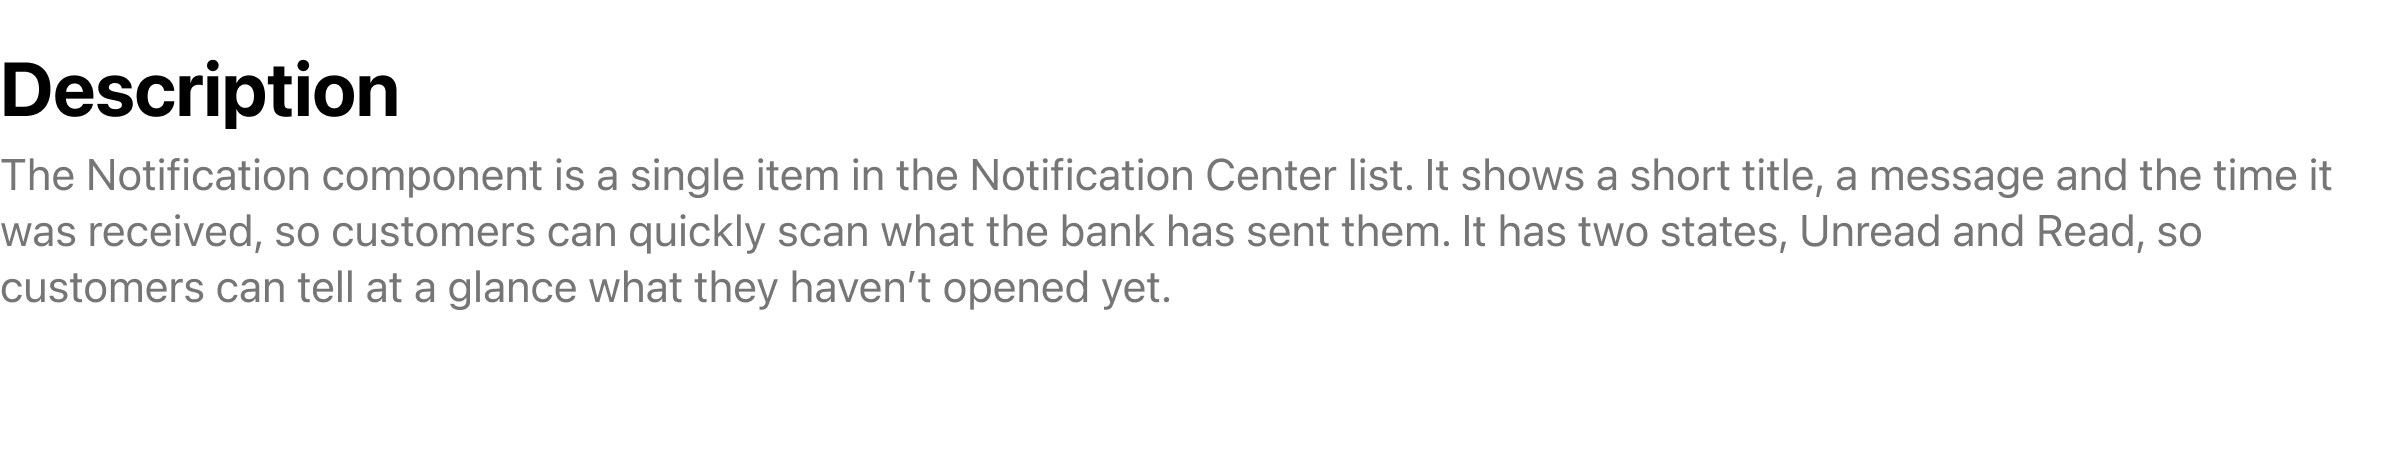 Description
The Notification component is a single item in the Notification Center list. It shows a short title, a message and the time it
was received, so customers can quickly scan what the bank has sent them. It has two states, Unread and Read, so
customers can tell at a glance what they haven’t opened yet.